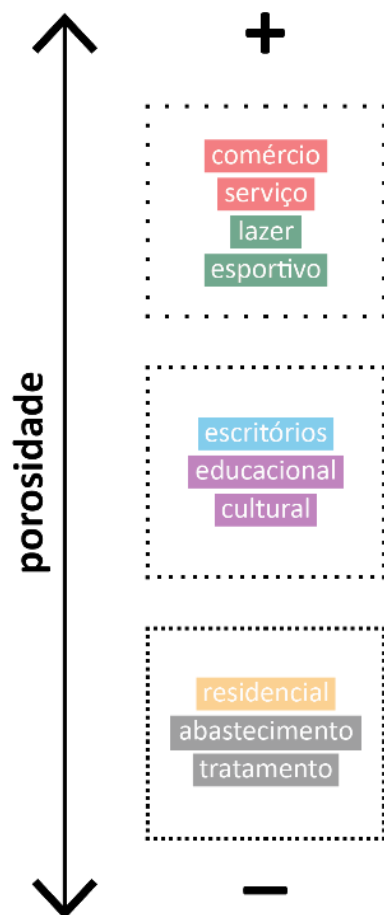 +
porosidade
comércio
serviço
lazer
esportivo
escritórios
educacional
cultural
residencial
abastecimento
tratamento
−